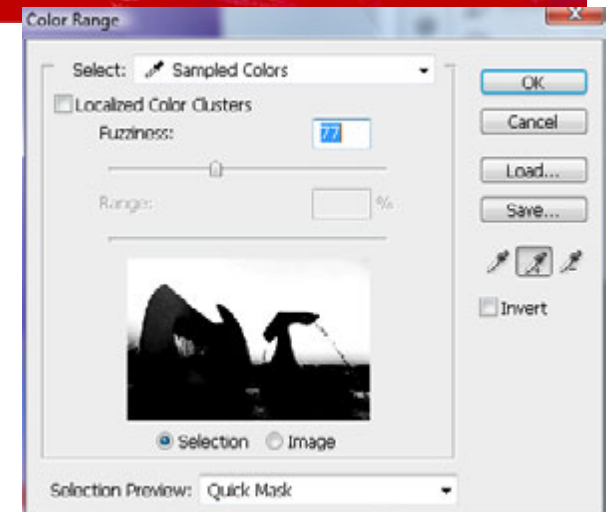 Color Range
Select: Sampled Colors
OK
Localized Color Clusters
Fuzziness: 77
Cancel
Load...
Range: %
Save...
Invert
Selection Image
Selection Preview: Quick Mask